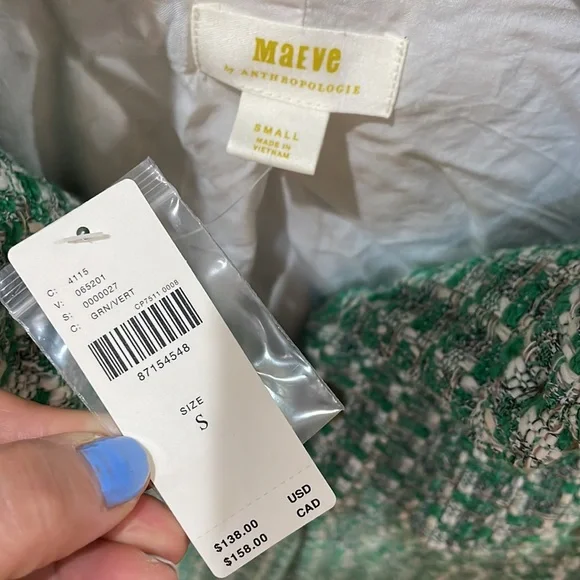 MaEve
by ANTHROPOLOGIE
SMALL
MADE IN
VIETNAM
C: 4115
V: 065201
S: 0000027
C: GRN/VERT
CP7511 0008
87154548
SIZE
S
$138.00 USD
$158.00 CAD